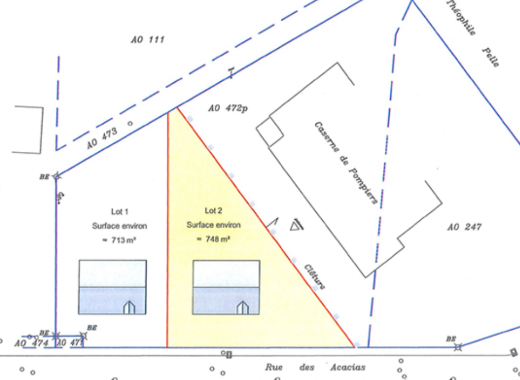 Théophile Pelle
AO 111
AO 472p
AO 473
Caserne de Pompiers
BE
Lot 1
Surface environ
= 713 m²
Lot 2
Surface environ
= 748 m²
AO 247
Clôture
BE
BE
AO 474
AO 47
BE
Rue des Acacias